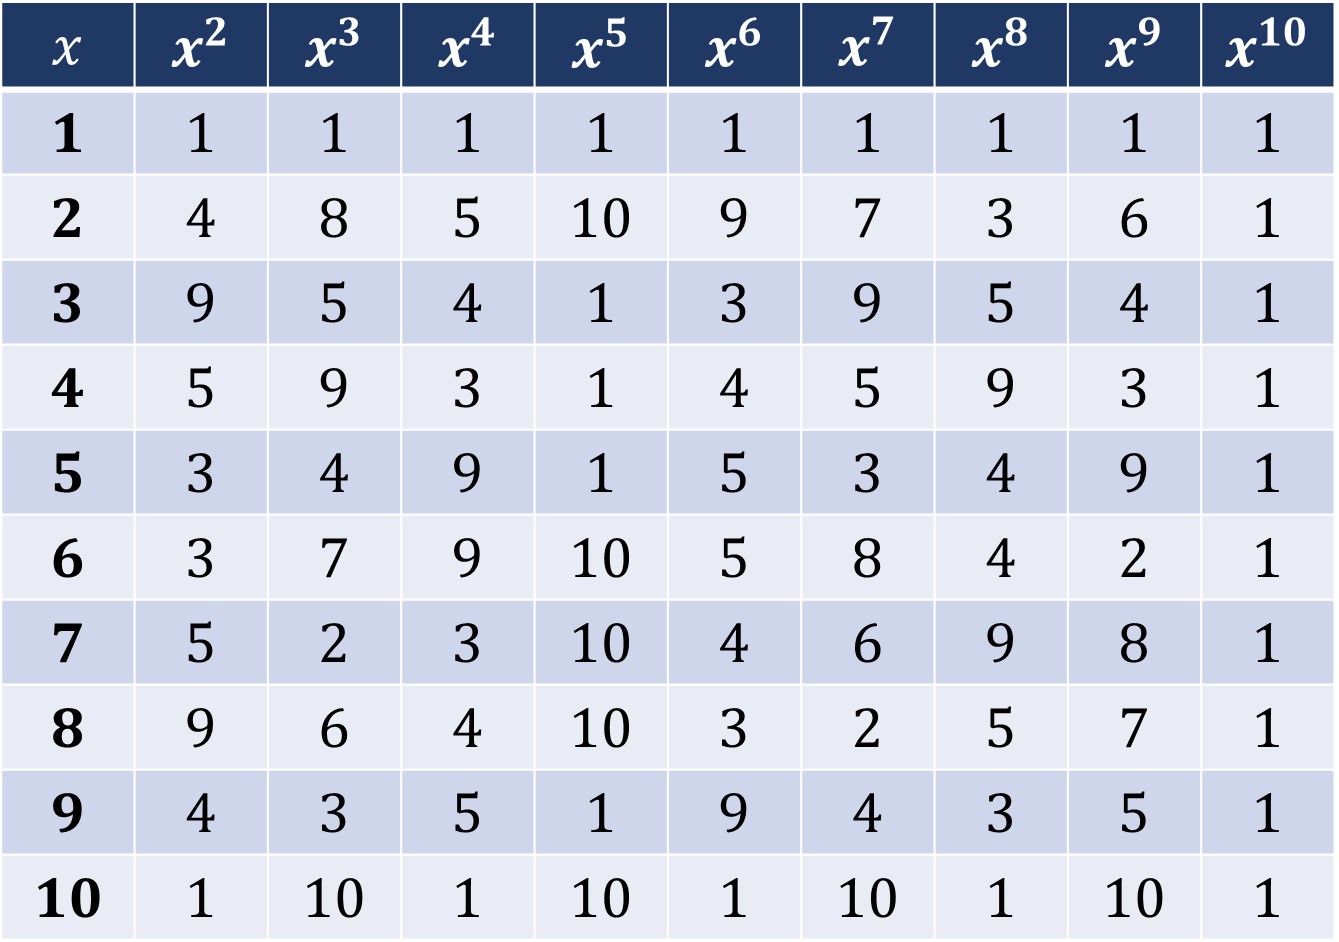 x x² x³ x⁴ x⁵ x⁶ x⁷ x⁸ x⁹ x¹⁰
1 1 1 1 1 1 1 1 1 1
2 4 8 5 10 9 7 3 6 1
3 9 5 4 1 3 9 5 4 1
4 5 9 3 1 4 5 9 3 1
5 3 4 9 1 5 3 4 9 1
6 3 7 9 10 5 8 4 2 1
7 5 2 3 10 4 6 9 8 1
8 9 6 4 10 3 2 5 7 1
9 4 3 5 1 9 4 3 5 1
10 1 10 1 10 1 10 1 10 1